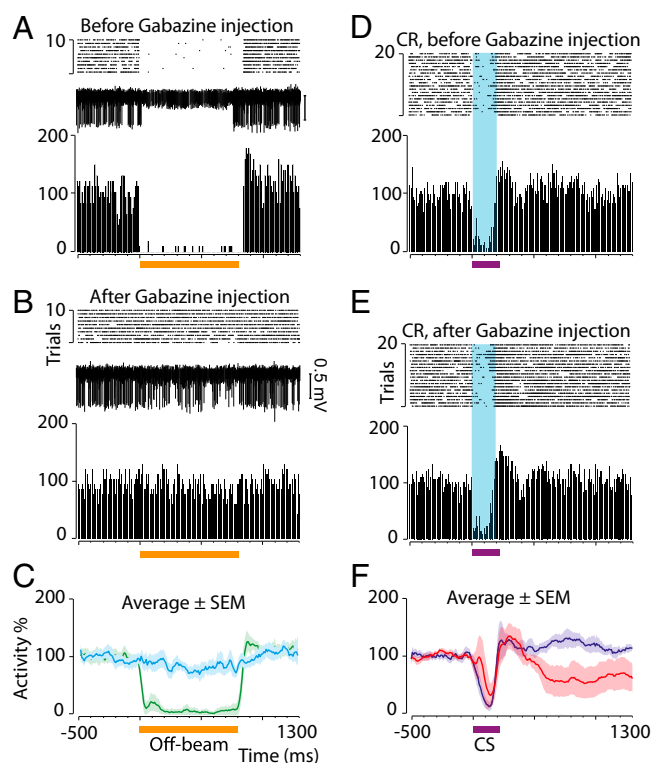 A
Before Gabazine injection
10
200
100
0
B
After Gabazine injection
10
Trials
0.5 mV
200
100
0
C
Average ± SEM
200
100
0
Activity %
-500
Off-beam
Time (ms)
1300
D
CR, before Gabazine injection
20
200
100
0
E
CR, after Gabazine injection
20
Trials
200
100
0
F
Average ± SEM
200
100
0
-500
CS
1300